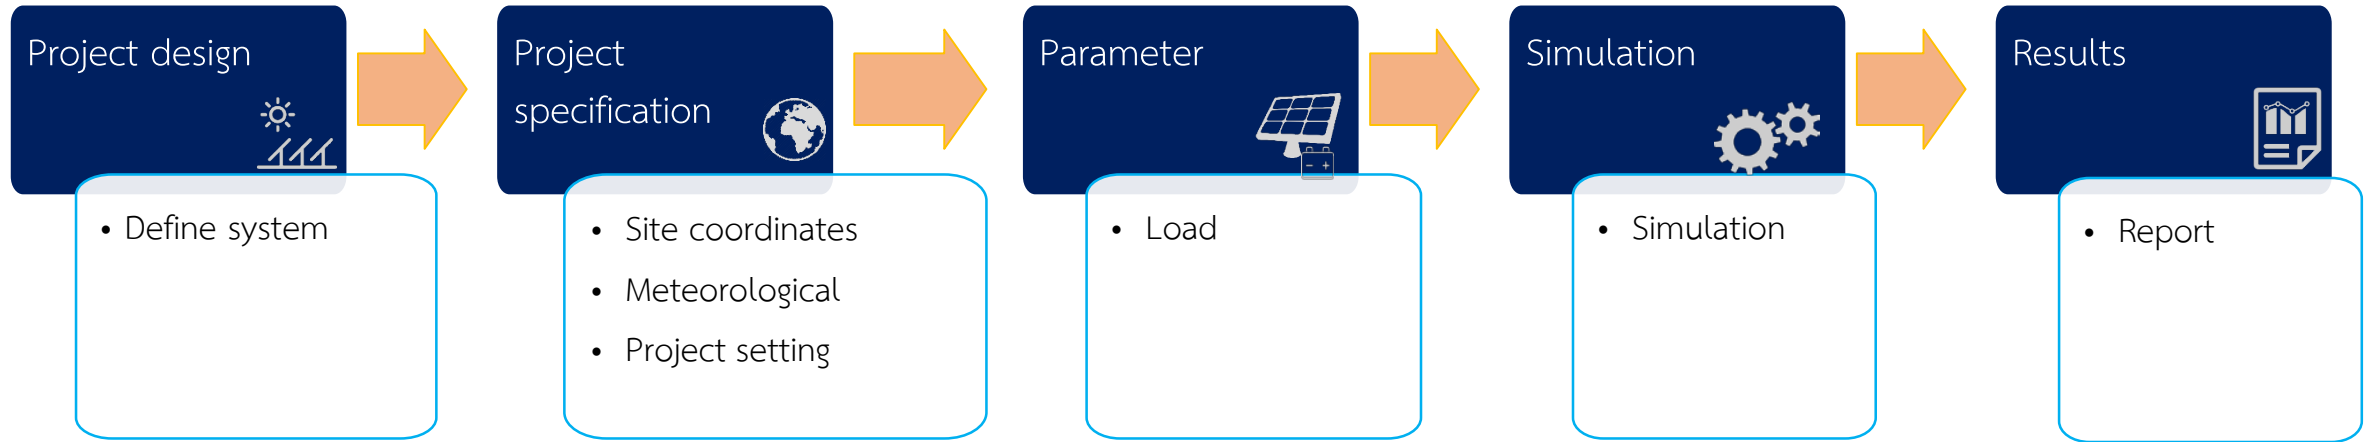 Project design
• Define system
Project
specification
• Site coordinates
• Meteorological
• Project setting
Parameter
- +
• Load
Simulation
• Simulation
Results
• Report